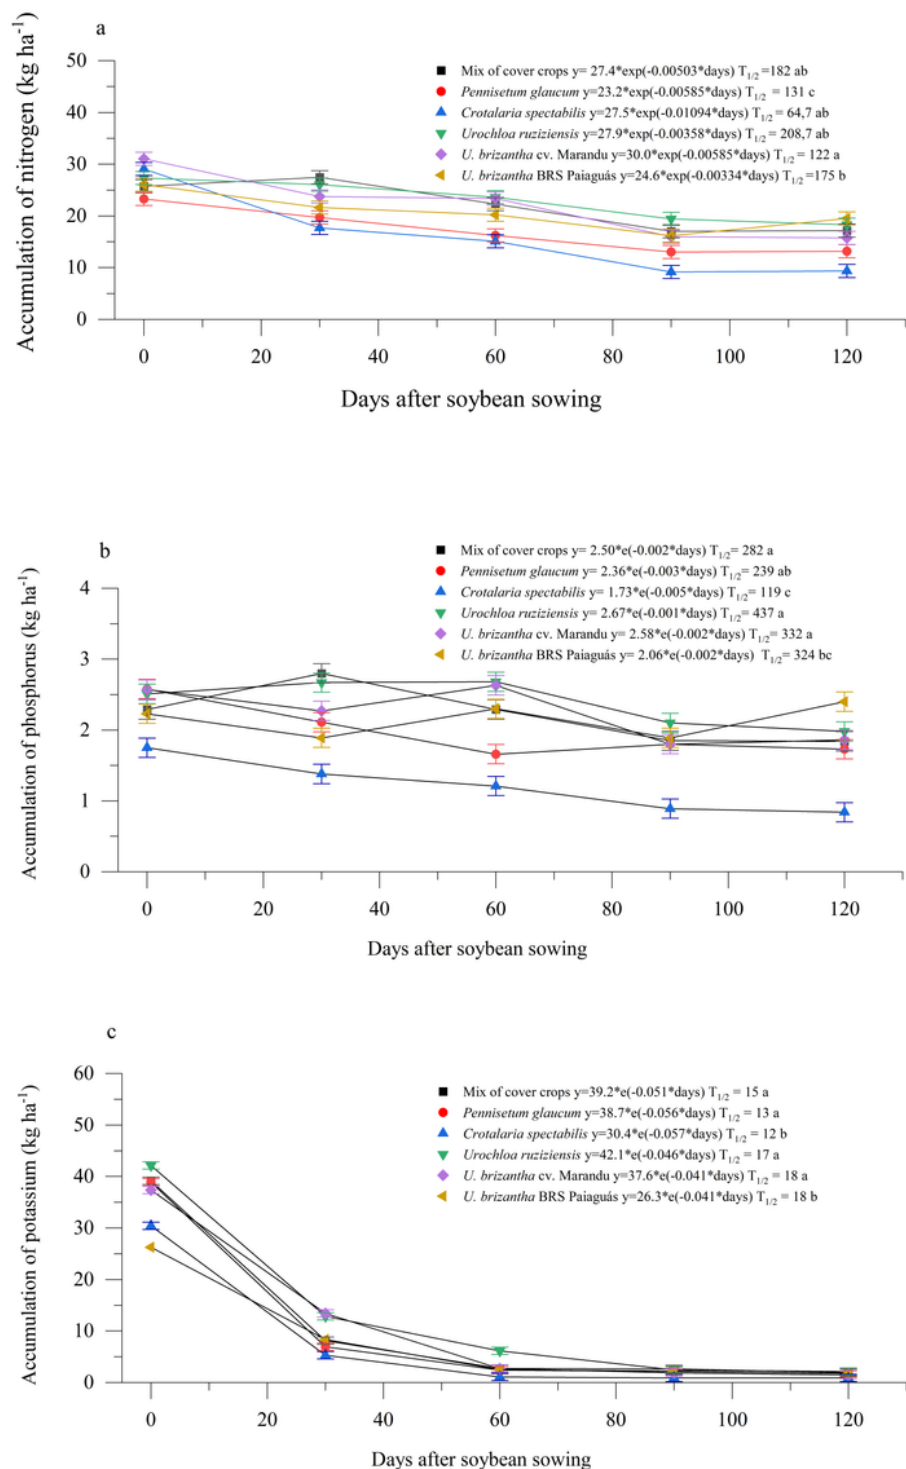 a
Accumulation of nitrogen (kg ha-1)
50
40
30
20
10
0
Mix of cover crops y= 27.4*exp(-0.00503*days) T1/2 =182 ab
Pennisetum glaucum y=23.2*exp(-0.00585*days) T1/2 = 131 c
Crotalaria spectabilis y=27.5*exp(-0.01094*days) T1/2 = 64,7 ab
Urochloa ruziziensis y=27.9*exp(-0.00358*days) T1/2 = 208,7 ab
U. brizantha cv. Marandu y=30.0*exp(-0.00585*days) T1/2 = 122 a
U. brizantha BRS Paiaguás y=24.6*exp(-0.00334*days) T1/2 =175 b
0 20 40 60 80 100 120
Days after soybean sowing
b
Accumulation of phosphorus (kg ha-1)
4
3
2
1
0
Mix of cover crops y= 2.50*e(-0.002*days) T1/2= 282 a
Pennisetum glaucum y= 2.36*e(-0.003*days) T1/2= 239 ab
Crotalaria spectabilis y= 1.73*e(-0.005*days) T1/2= 119 c
Urochloa ruziziensis y= 2.67*e(-0.001*days) T1/2= 437 a
U. brizantha cv. Marandu y= 2.58*e(-0.002*days) T1/2= 332 a
U. brizantha BRS Paiaguás y= 2.06*e(-0.002*days) T1/2= 324 bc
0 20 40 60 80 100 120
Days after soybean sowing
c
Accumulation of potassium (kg ha-1)
60
50
40
30
20
10
0
Mix of cover crops y=39.2*e(-0.051*days) T1/2 = 15 a
Pennisetum glaucum y=38.7*e(-0.056*days) T1/2 = 13 a
Crotalaria spectabilis y=30.4*e(-0.057*days) T1/2 = 12 b
Urochloa ruziziensis y=42.1*e(-0.046*days) T1/2 = 17 a
U. brizantha cv. Marandu y=37.6*e(-0.041*days) T1/2 = 18 a
U. brizantha BRS Paiaguás y=26.3*e(-0.041*days) T1/2 = 18 b
0 20 40 60 80 100 120
Days after soybean sowing